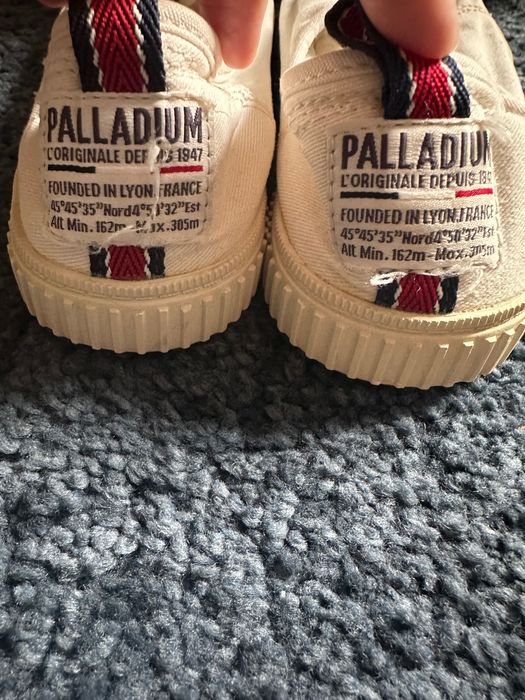 PALLADIUM
L'ORIGINALE DEPUIS 1947
FOUNDED IN LYON, FRANCE
45°45'35"Nord4°50'32"Est
Alt Min. 162m - Max. 305m
PALLADIUM
L'ORIGINALE DEPUIS 1947
FOUNDED IN LYON, FRANCE
45°45'35"Nord4°50'32"Est
Alt Min. 162m - Max. 305m